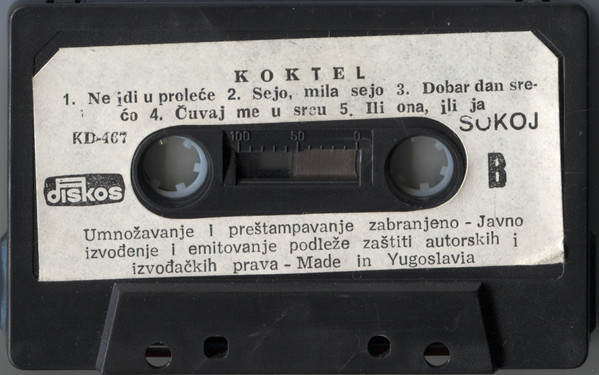 KOKTEL
1. Ne idi u proleće 2. Sejo, mila sejo 3. Dobar dan sre-
ćo 4. Čuvaj me u srcu 5. Ili ona, ili ja
SOKOJ
KD-467
100 50 0
B
diskos
Umnožavanje i preštampavanje zabranjeno - Javno
izvođenje i emitovanje podleže zaštiti autorskih i
izvođačkih prava - Made in Yugoslavia